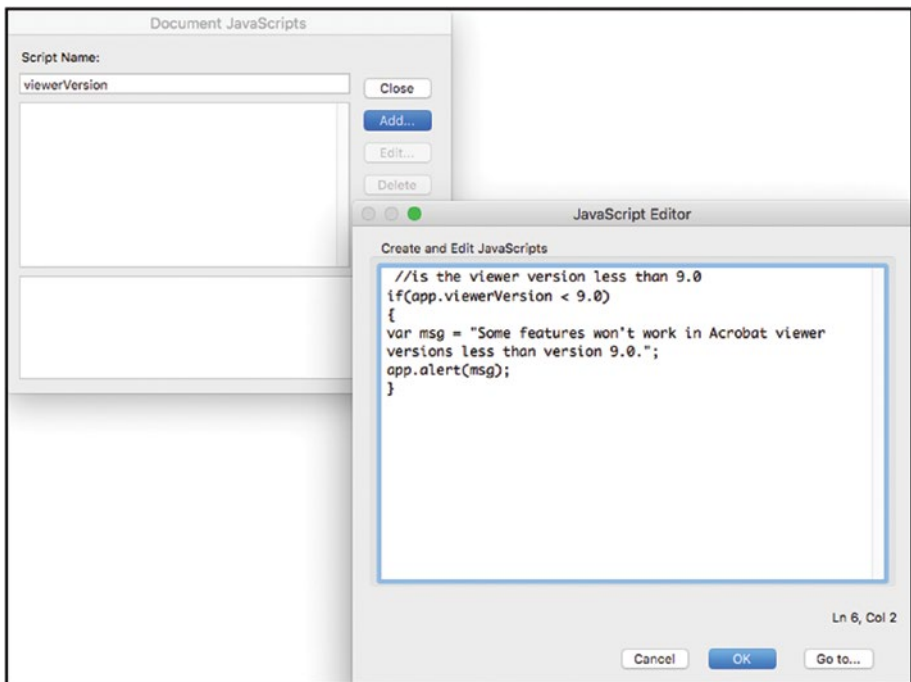 Document JavaScripts
Script Name:
viewerVersion
Close
Add...
Edit...
Delete
JavaScript Editor
Create and Edit JavaScripts
//is the viewer version less than 9.0
if(app.viewerVersion < 9.0)
{
var msg = "Some features won't work in Acrobat viewer
versions less than version 9.0.";
app.alert(msg);
}
Ln 6, Col 2
Cancel
OK
Go to...